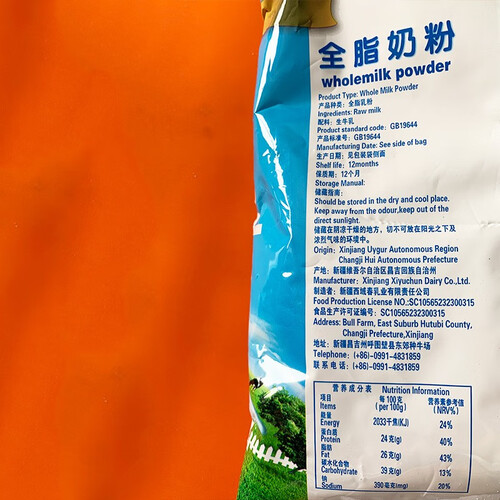 全脂奶粉
wholemilk powder
Product Type: Whole Milk Powder
产品种类：全脂乳粉
Ingredients: Raw milk
配料：生牛乳
Product standard code：GB19644
产品标准号：GB19644
Manufacturing Date: See side of bag
生产日期：见包装袋侧面
Shelf life：12months
保质期：12个月
Storage Manual:
储藏指南：
Should be stored in the dry and cool place.
Keep away from the odour,keep out of the
direct sunlight.
储藏在阴凉干燥的地方，切不可放在阳光之下及
浓烈气味的环境中。
Origin：Xinjiang Uygur Autonomous Region
Changji Hui Autonomous Prefecture
产地：新疆维吾尔自治区昌吉回族自治州
Manufacturer：Xinjiang Xiyuchun Dairy Co.,Ltd.
制造者：新疆西域春乳业有限责任公司
Food Production License NO.:SC10565232300315
食品生产许可证编号：SC10565232300315
Address: Bull Farm, East Suburb Hutubi County,
Changji Prefecture,Xinjiang
地址：新疆昌吉州呼图壁县东郊种牛场
Telephone：(+86)-0991-4831859
联系电话：(+86)-0991-4831859
营养成分表 Nutrition Information
项目 每100克 营养素参考值
Items (per 100g) (NRV%)
能量
Energy 2033千焦(KJ) 24%
蛋白质
Protein 24克(g) 40%
脂肪
Fat 26克(g) 43%
碳水化合物
Carbohydrate 39克(g) 13%
钠
Sodium 390毫克(mg) 20%